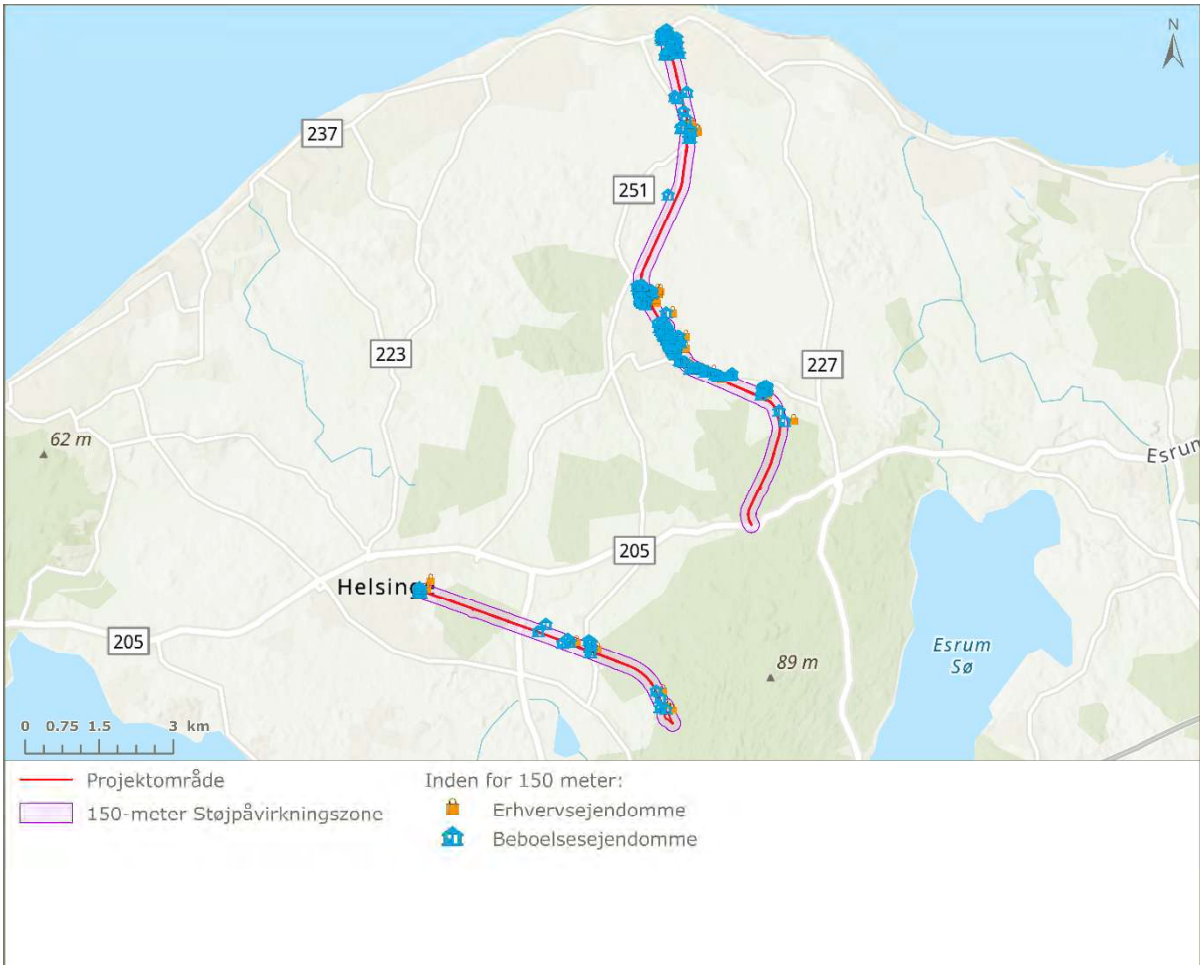 N
237
251
223
227
62 m
Esrum
205
Helsing
205
Esrum
Sø
89 m
0 0.75 1.5 3 km
Projektområde
150-meter Støjpåvirkningszone
Inden for 150 meter:
Erhvervsejendomme
Beboelsesejendomme